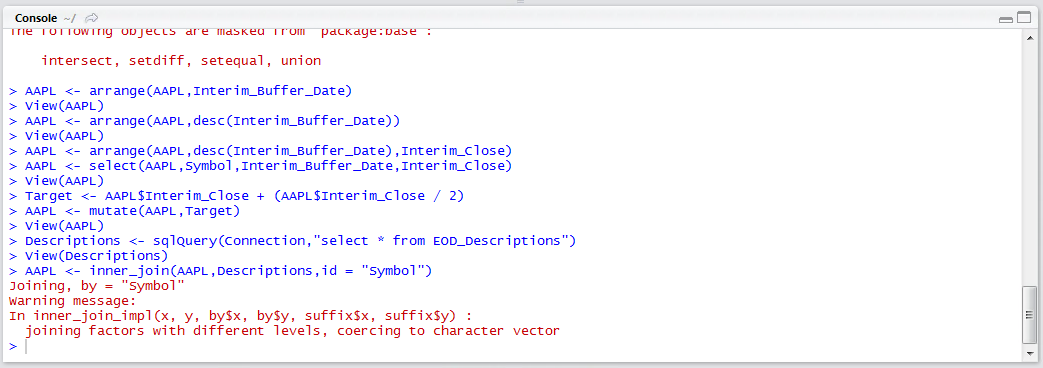 Console ~/
The following objects are masked from 'package:base':
intersect, setdiff, setequal, union
> AAPL <- arrange(AAPL,Interim_Buffer_Date)
> View(AAPL)
> AAPL <- arrange(AAPL,desc(Interim_Buffer_Date))
> View(AAPL)
> AAPL <- arrange(AAPL,desc(Interim_Buffer_Date),Interim_Close)
> AAPL <- select(AAPL,Symbol,Interim_Buffer_Date,Interim_Close)
> View(AAPL)
> Target <- AAPL$Interim_Close + (AAPL$Interim_Close / 2)
> AAPL <- mutate(AAPL,Target)
> View(AAPL)
> Descriptions <- sqlQuery(Connection,"select * from EOD_Descriptions")
> View(Descriptions)
> AAPL <- inner_join(AAPL,Descriptions,id = "Symbol")
Joining, by = "Symbol"
Warning message:
In inner_join_impl(x, y, by$x, by$y, suffix$x, suffix$y) :
joining factors with different levels, coercing to character vector
>